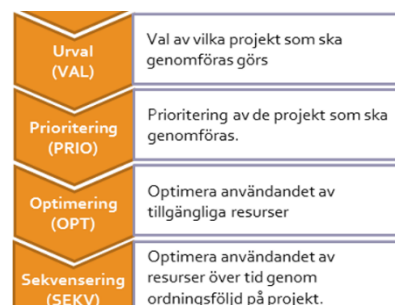 Urval
(VAL)
Val av vilka projekt som ska
genomföras görs
Prioritering
(PRIO)
Prioritering av de projekt som ska
genomföras.
Optimering
(OPT)
Optimera användandet av
tillgängliga resurser
Sekvensering
(SEKV)
Optimera användandet av
resurser över tid genom
ordningsföljd på projekt.